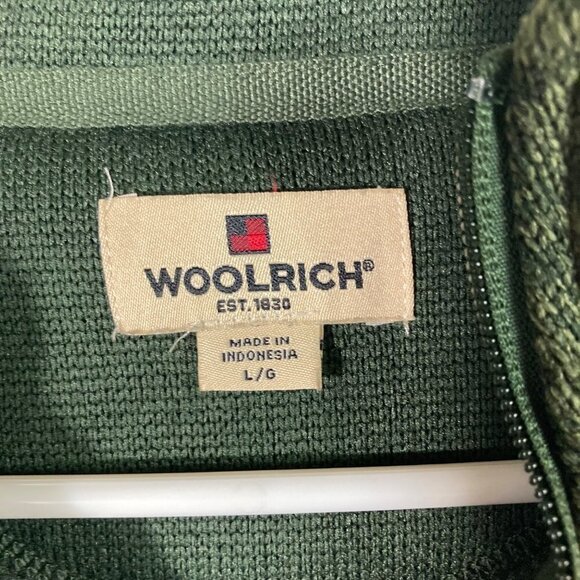 WOOLRICH®
EST. 1830
MADE IN
INDONESIA
L/G